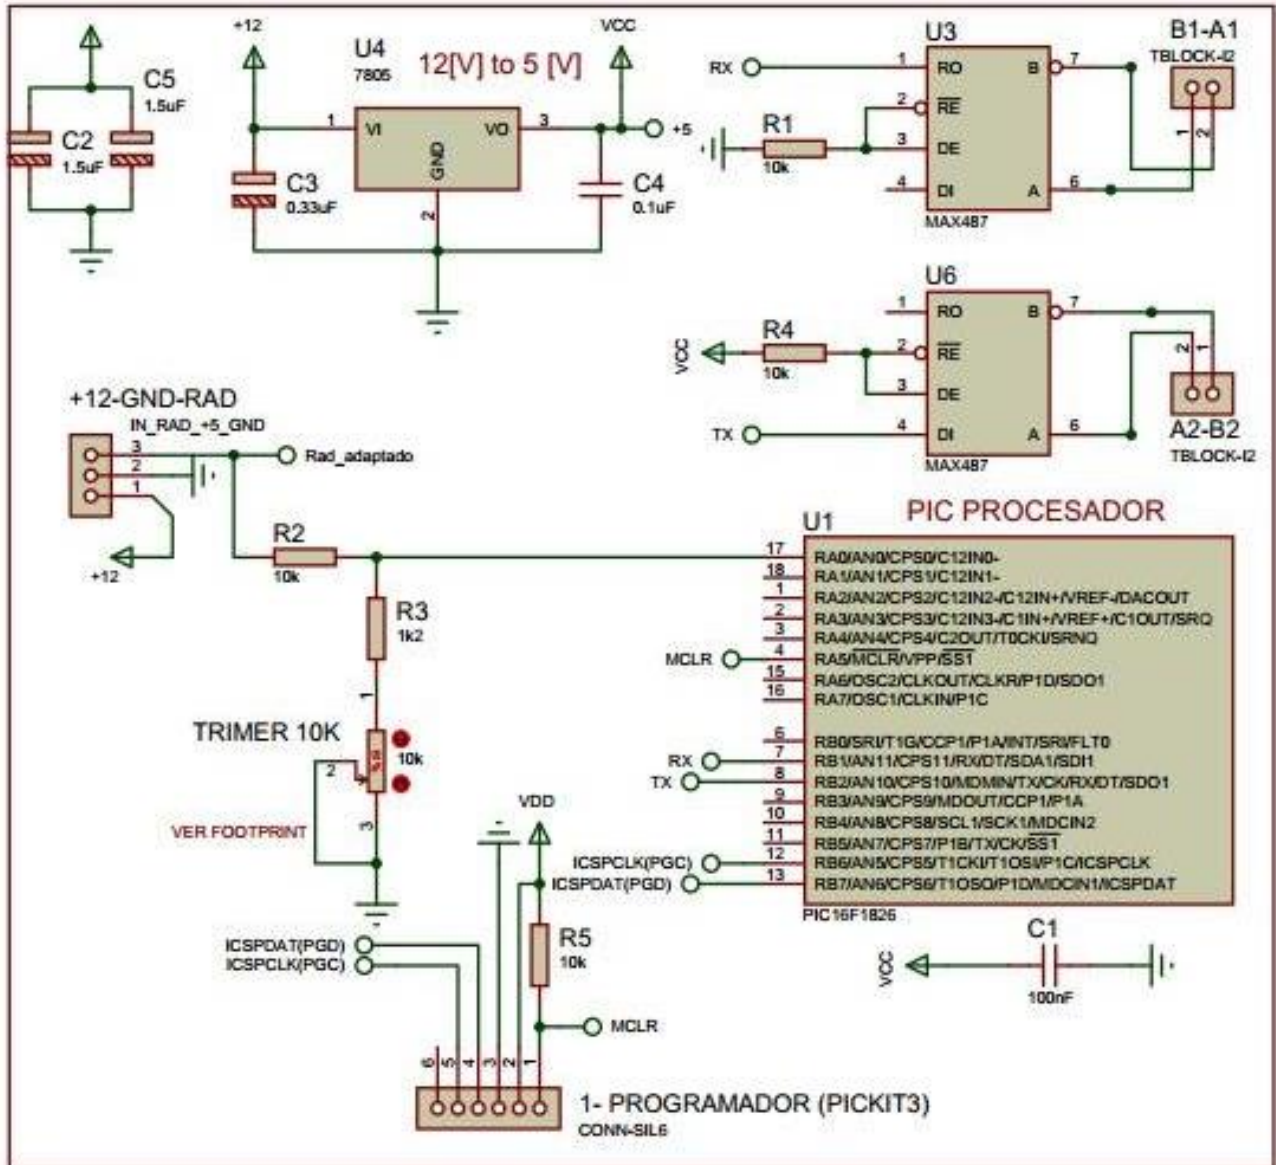 +12
VCC
U4
7805
12[V] to 5 [V]
C5
1.5uF
C2
1.5uF
1
VI
VO
3
+5
GND
2
C3
0.33uF
C4
0.1uF
U3
B1-A1
TBLOCK-I2
RX
1
RO
B
7
2
RE
R1
10k
3
DE
1
2
4
DI
A
6
MAX487
U6
1
RO
B
7
R4
VCC
10k
2
RE
2
1
3
DE
TX
4
DI
A
6
MAX487
A2-B2
TBLOCK-I2
+12-GND-RAD
IN_RAD_+5_GND
3
2
1
Rad_adaptado
+12
R2
10k
R3
1k2
1
TRIMER 10K
10k
2
3
VER FOOTPRINT
PIC PROCESADOR
U1
17 RA0/AN0/CPS0/C12IN0-
18 RA1/AN1/CPS1/C12IN1-
1 RA2/AN2/CPS2/C12IN2-/C12IN+/VREF-/DACOUT
2 RA3/AN3/CPS3/C12IN3-/C1IN+/VREF+/C1OUT/SRQ
3 RA4/AN4/CPS4/C2OUT/T0CKI/SRNQ
MCLR 4 RA5/MCLR/VPP/SS1
15 RA6/OSC2/CLKOUT/CLKR/P1D/SDO1
16 RA7/OSC1/CLKIN/P1C
6 RB0/SRI/T1G/CCP1/P1A/INT/SRI/FLT0
RX 7 RB1/AN11/CPS11/RX/DT/SDA1/SDI1
TX 8 RB2/AN10/CPS10/MDMIN/TX/CK/RX/DT/SDO1
9 RB3/AN9/CPS9/MDOUT/CCP1/P1A
10 RB4/AN8/CPS8/SCL1/SCK1/MDCIN2
11 RB5/AN7/CPS7/P1B/TX/CK/SS1
ICSPCLK(PGC) 12 RB6/AN5/CPS5/T1CKI/T1OSI/P1C/ICSPCLK
ICSPDAT(PGD) 13 RB7/AN6/CPS6/T1OSO/P1D/MDCIN1/ICSPDAT
PIC16F1826
VDD
C1
VCC
100nF
ICSPDAT(PGD)
ICSPCLK(PGC)
R5
10k
MCLR
6
5
4
3
2
1
1- PROGRAMADOR (PICKIT3)
CONN-SIL6